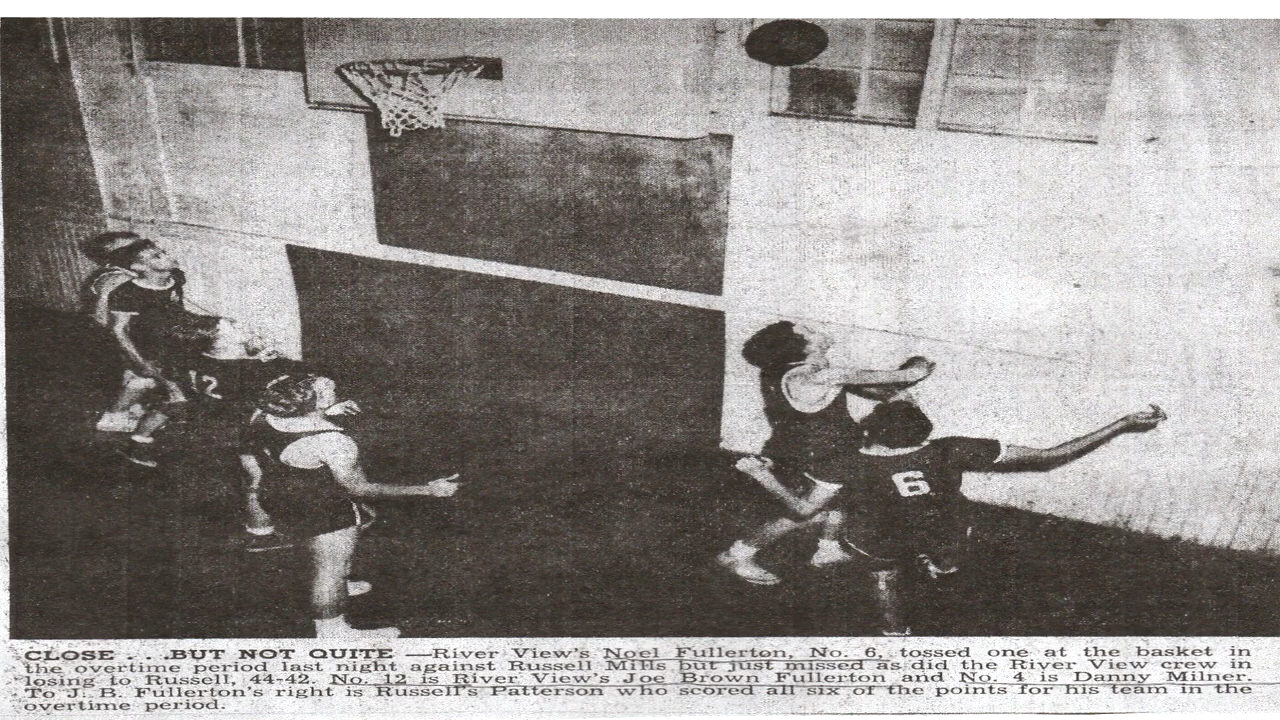 12
6
CLOSE . . .BUT NOT QUITE —River View's Noel Fullerton, No. 6, tossed one at the basket in
the overtime period last night against Russell Mills but just missed as did the River View crew in
losing to Russell, 44-42. No. 12 is River View's Joe Brown Fullerton and No. 4 is Danny Milner.
To J. B. Fullerton's right is Russell's Patterson who scored all six of the points for his team in the
overtime period.